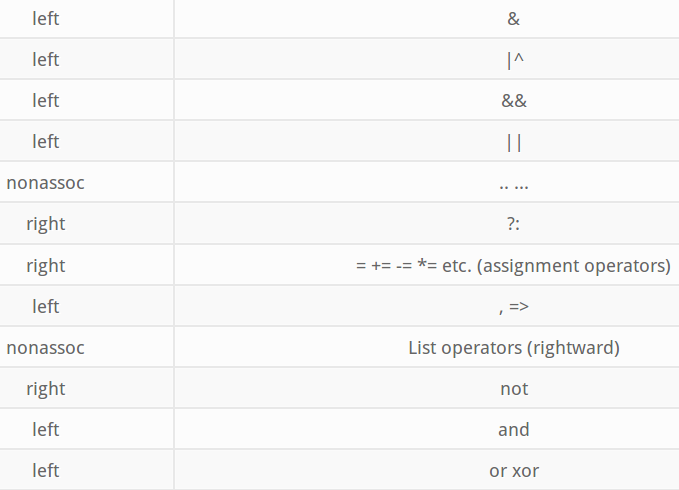 left &
left |^
left &&
left ||
nonassoc .. ...
right ?:
right = += -= *= etc. (assignment operators)
left , =>
nonassoc List operators (rightward)
right not
left and
left or xor